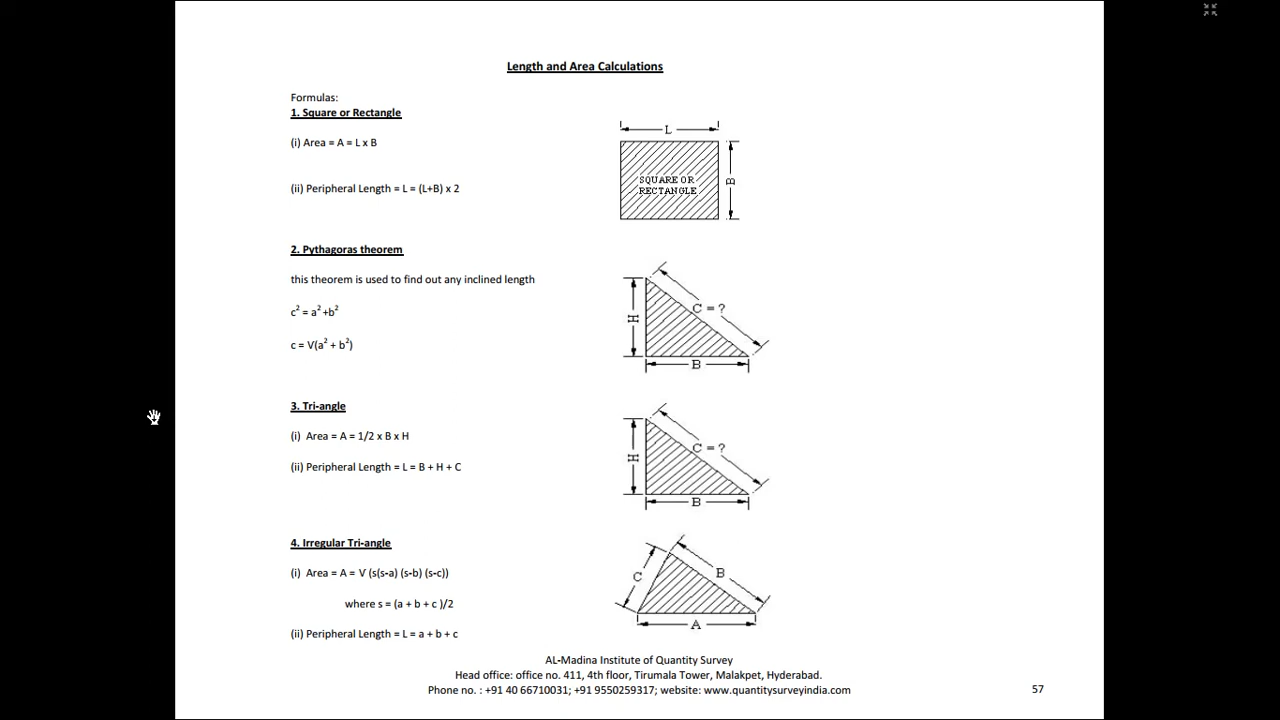 Length and Area Calculations
Formulas:
1. Square or Rectangle
(i) Area = A = L x B
(ii) Peripheral Length = L = (L+B) x 2
L
SQUARE OR
RECTANGLE
B
2. Pythagoras theorem
this theorem is used to find out any inclined length
c² = a² +b²
c = V(a² + b²)
C = ?
H
B
3. Tri-angle
(i) Area = A = 1/2 x B x H
(ii) Peripheral Length = L = B + H + C
C = ?
H
B
4. Irregular Tri-angle
(i) Area = A = V (s(s-a) (s-b) (s-c))
where s = (a + b + c )/2
(ii) Peripheral Length = L = a + b + c
C
B
A
AL-Madina Institute of Quantity Survey
Head office: office no. 411, 4th floor, Tirumala Tower, Malakpet, Hyderabad.
Phone no. : +91 40 66710031; +91 9550259317; website: www.quantitysurveyindia.com
57